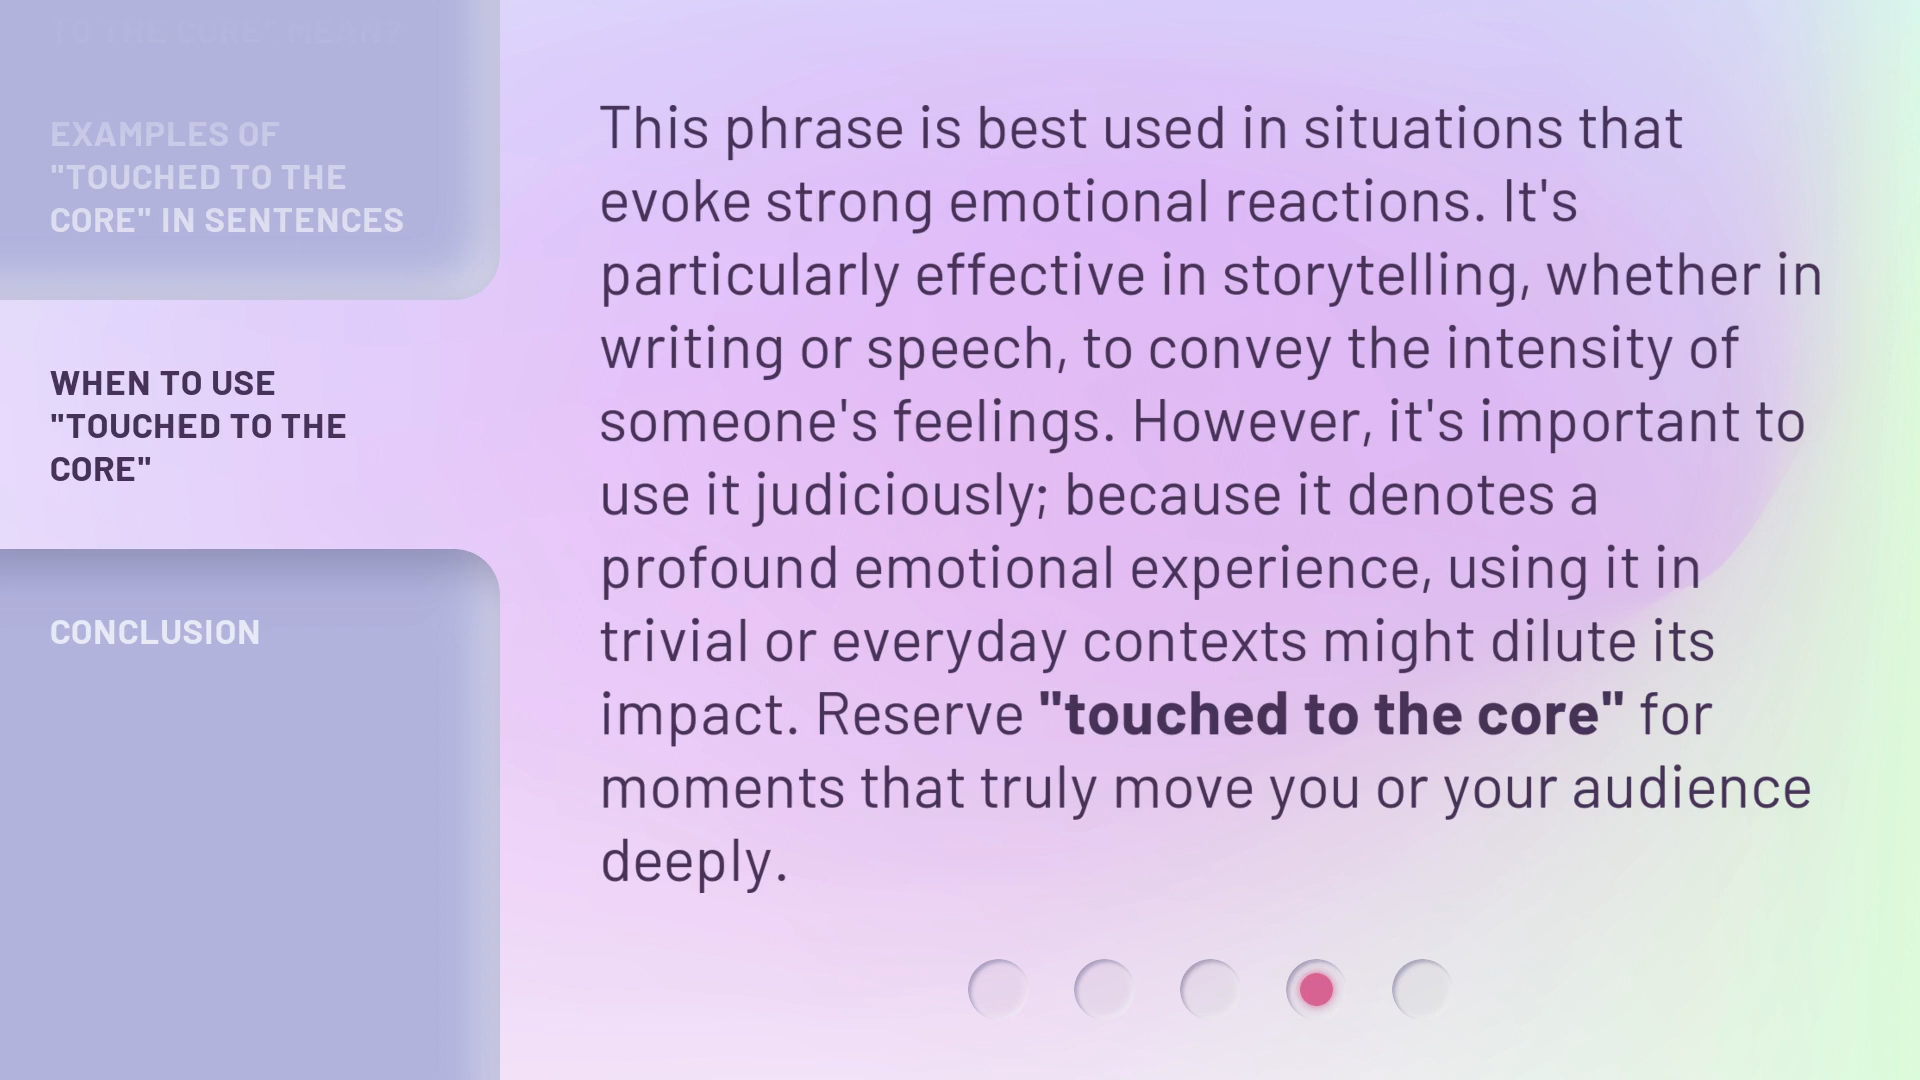 TO THE CORE" MEAN?
EXAMPLES OF
"TOUCHED TO THE
CORE" IN SENTENCES
WHEN TO USE
"TOUCHED TO THE
CORE"
CONCLUSION
This phrase is best used in situations that
evoke strong emotional reactions. It's
particularly effective in storytelling, whether in
writing or speech, to convey the intensity of
someone's feelings. However, it's important to
use it judiciously; because it denotes a
profound emotional experience, using it in
trivial or everyday contexts might dilute its
impact. Reserve "touched to the core" for
moments that truly move you or your audience
deeply.